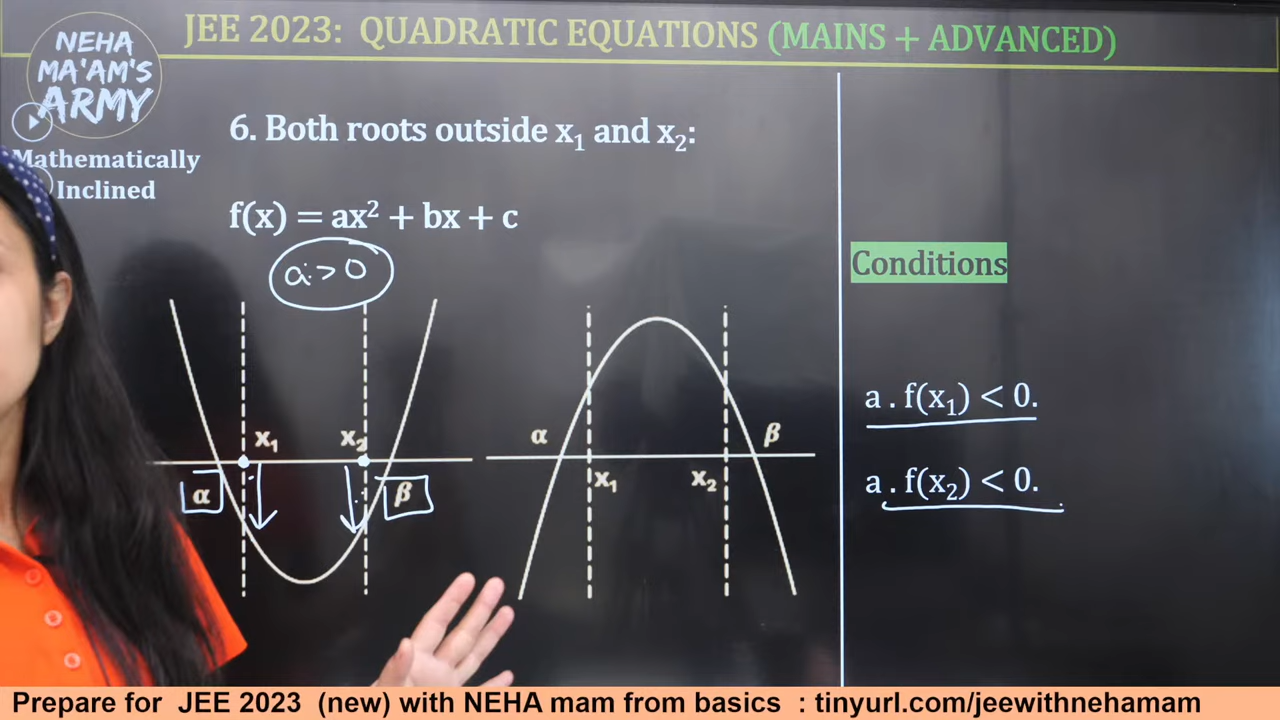 JEE 2023: QUADRATIC EQUATIONS (MAINS + ADVANCED)
NEHA
MA'AM'S
ARMY
Mathematically
Inclined
6. Both roots outside x₁ and x₂:
f(x) = ax² + bx + c
a > 0
Conditions
x₁
x₂
α
β
α
β
x₁
x₂
a . f(x₁) < 0.
a . f(x₂) < 0.
Prepare for JEE 2023 (new) with NEHA mam from basics : tinyurl.com/jeewithnehamam